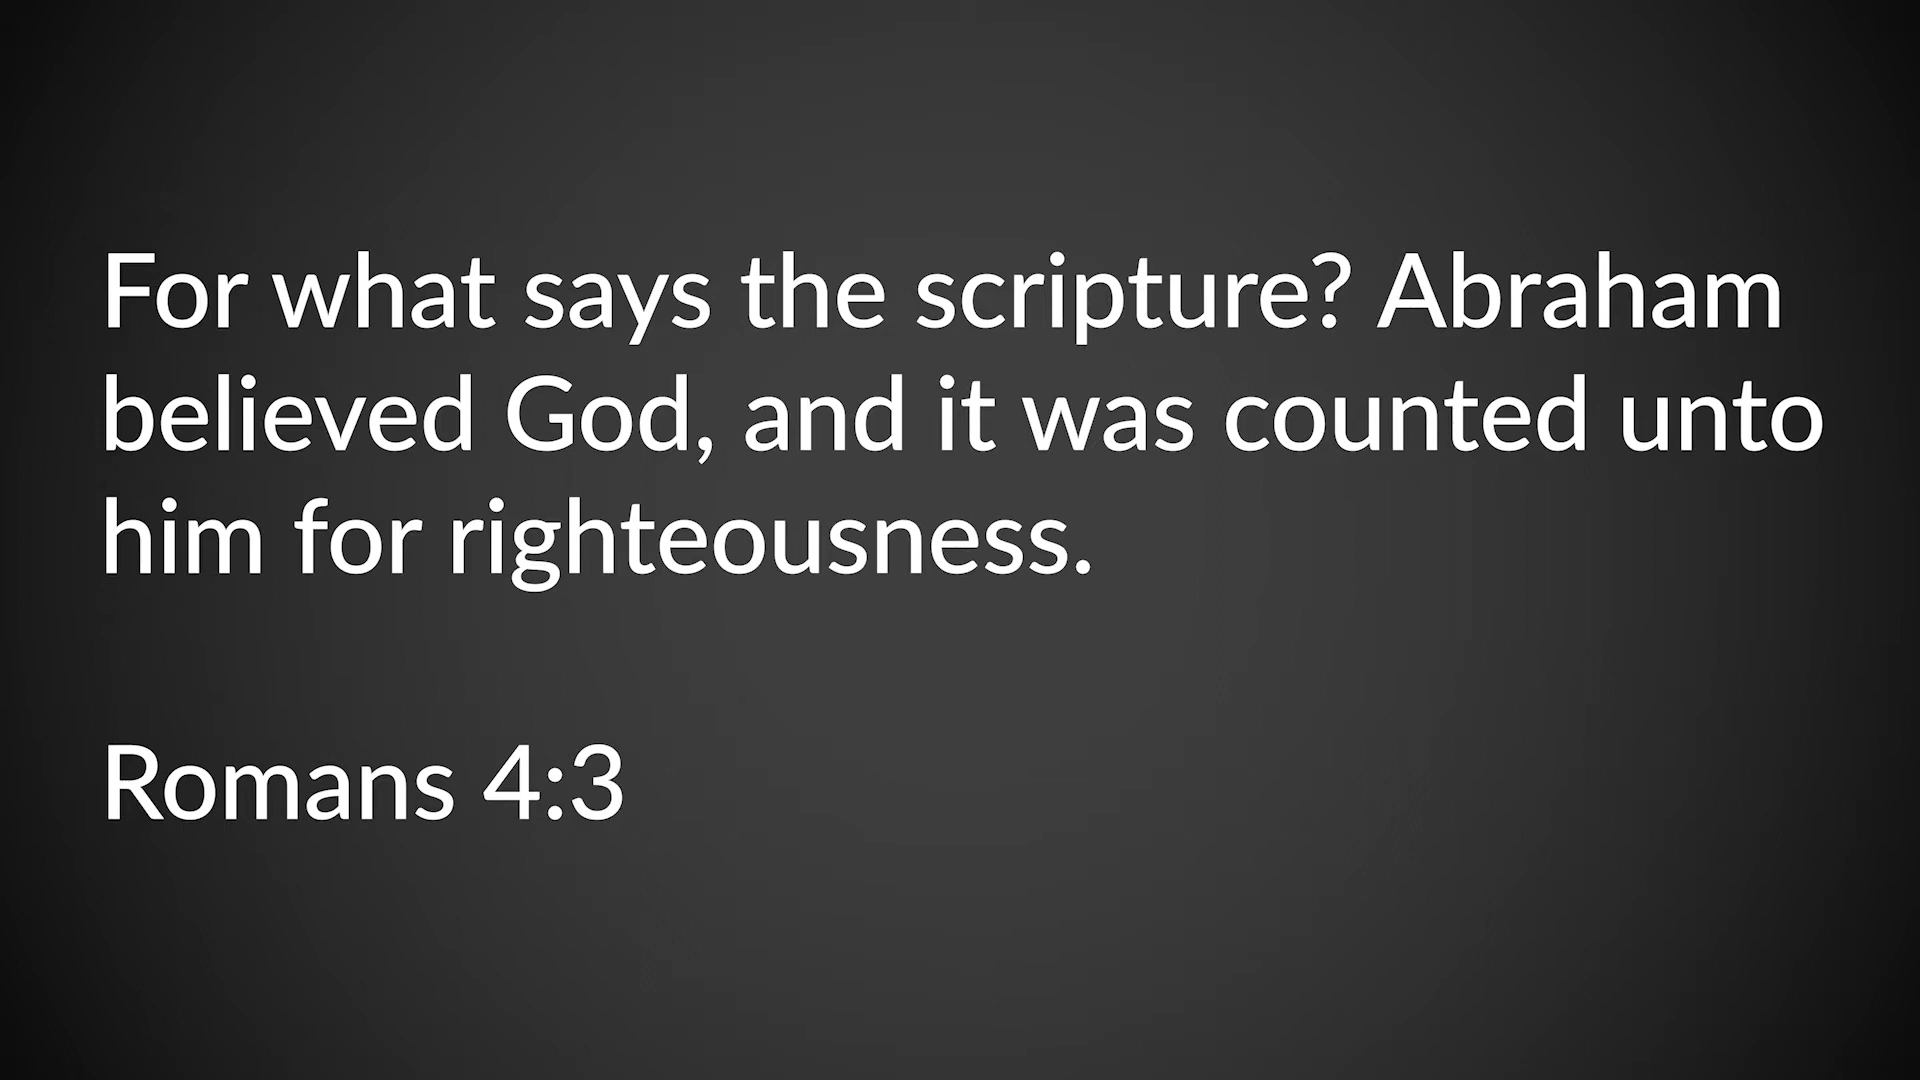 For what says the scripture? Abraham
believed God, and it was counted unto
him for righteousness.
Romans 4:3